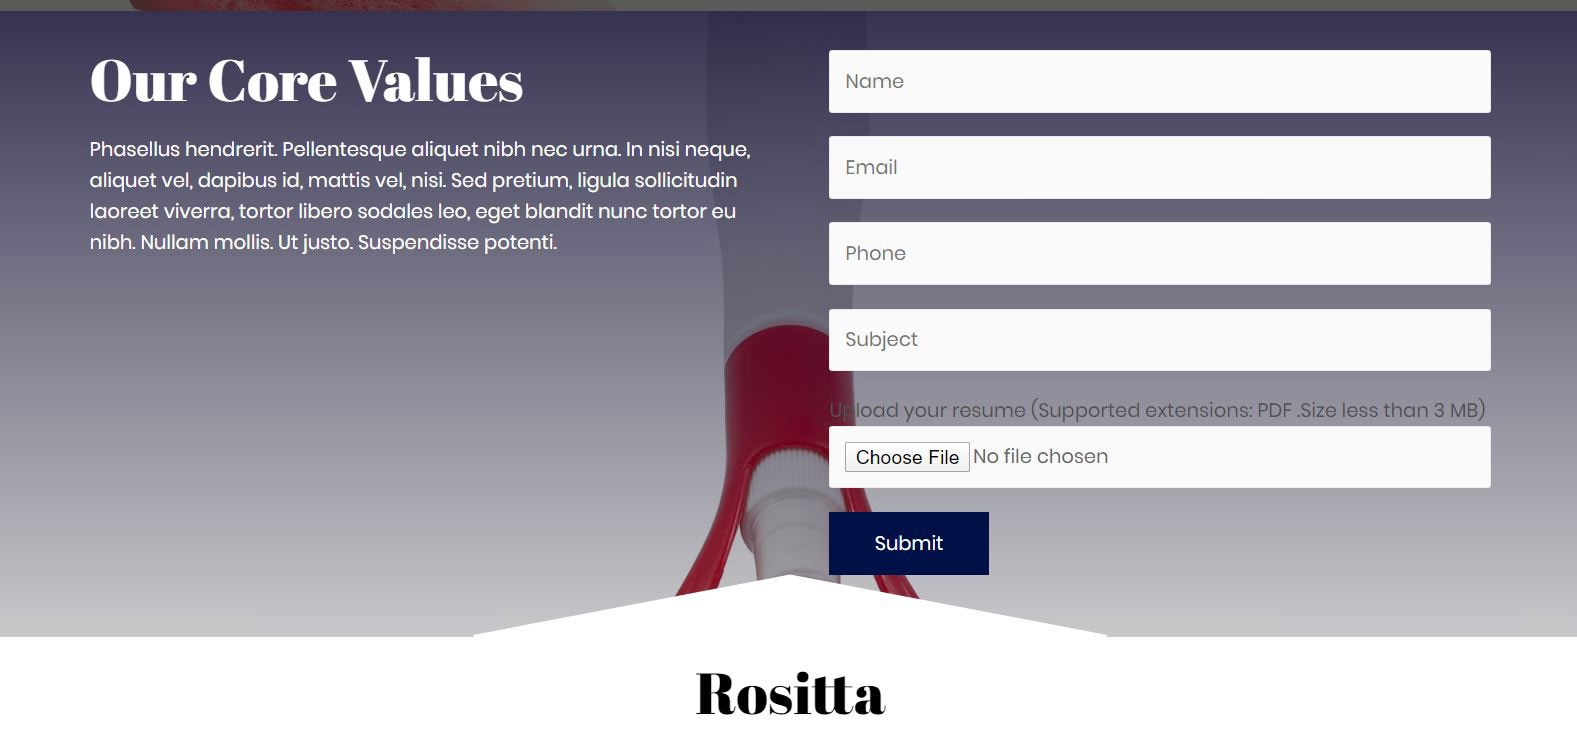 Our Core Values
Phasellus hendrerit. Pellentesque aliquet nibh nec urna. In nisi neque,
aliquet vel, dapibus id, mattis vel, nisi. Sed pretium, ligula sollicitudin
laoreet viverra, tortor libero sodales leo, eget blandit nunc tortor eu
nibh. Nullam mollis. Ut justo. Suspendisse potenti.
Name
Email
Phone
Subject
Upload your resume (Supported extensions: PDF .Size less than 3 MB)
Choose File No file chosen
Submit
Rositta